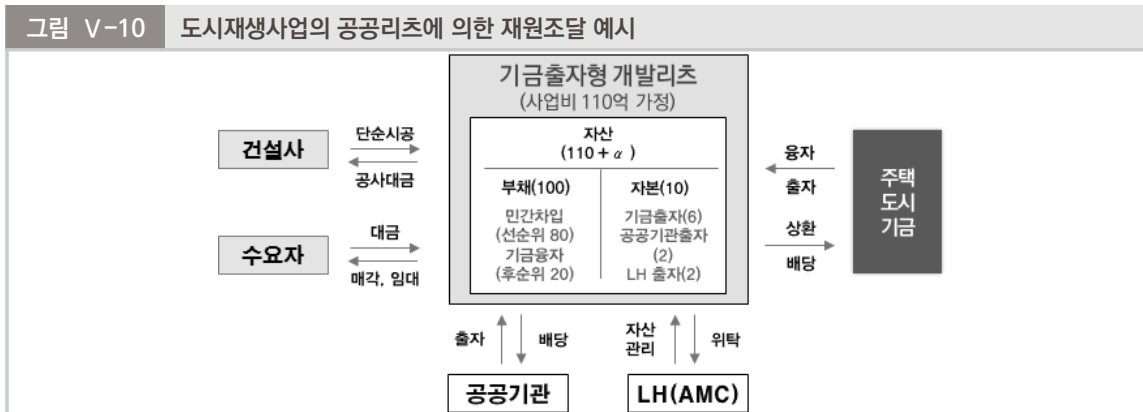 그림 Ⅴ-10 도시재생사업의 공공리츠에 의한 재원조달 예시
기금출자형 개발리츠
(사업비 110억 가정)
자산
(110 + α )
부채(100)
민간차입
(선순위 80)
기금융자
(후순위 20)
자본(10)
기금출자(6)
공공기관출자
(2)
LH 출자(2)
건설사
단순시공
공사대금
수요자
대금
매각, 임대
융자
출자
상환
배당
주택
도시
기금
출자
배당
자산
관리
위탁
공공기관
LH(AMC)